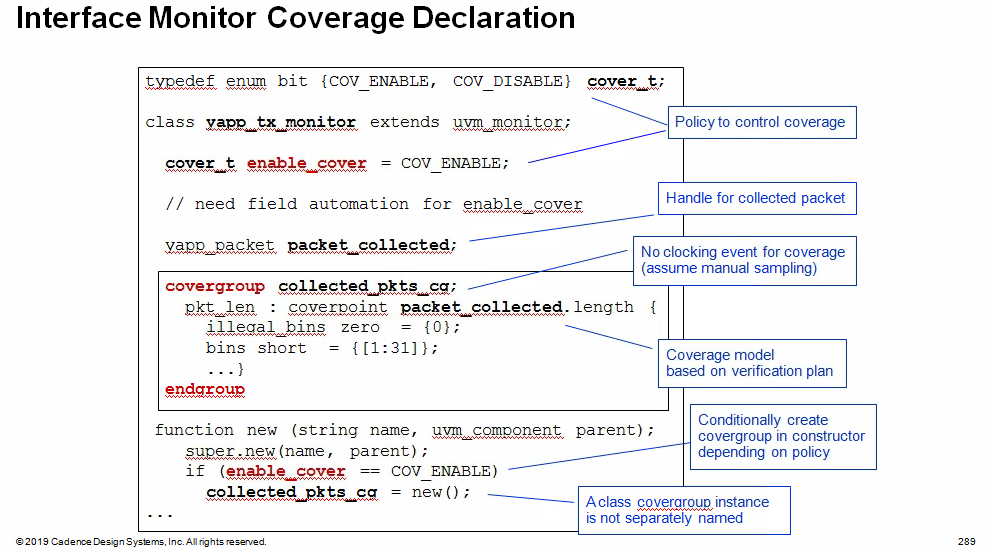 Interface Monitor Coverage Declaration
typedef enum bit {COV_ENABLE, COV_DISABLE} cover_t;
Policy to control coverage
class yapp_tx_monitor extends uvm_monitor;
cover_t enable_cover = COV_ENABLE;
Handle for collected packet
// need field automation for enable_cover
yapp_packet packet_collected;
No clocking event for coverage
(assume manual sampling)
covergroup collected_pkts_cg;
pkt_len : coverpoint packet_collected.length {
illegal_bins zero = {0};
bins short = {[1:31]};
...}
endgroup
Coverage model
based on verification plan
function new (string name, uvm_component parent);
super.new(name, parent);
if (enable_cover == COV_ENABLE)
collected_pkts_cg = new();
...
Conditionally create
covergroup in constructor
depending on policy
A class covergroup instance
is not separately named
© 2019 Cadence Design Systems, Inc. All rights reserved.
289